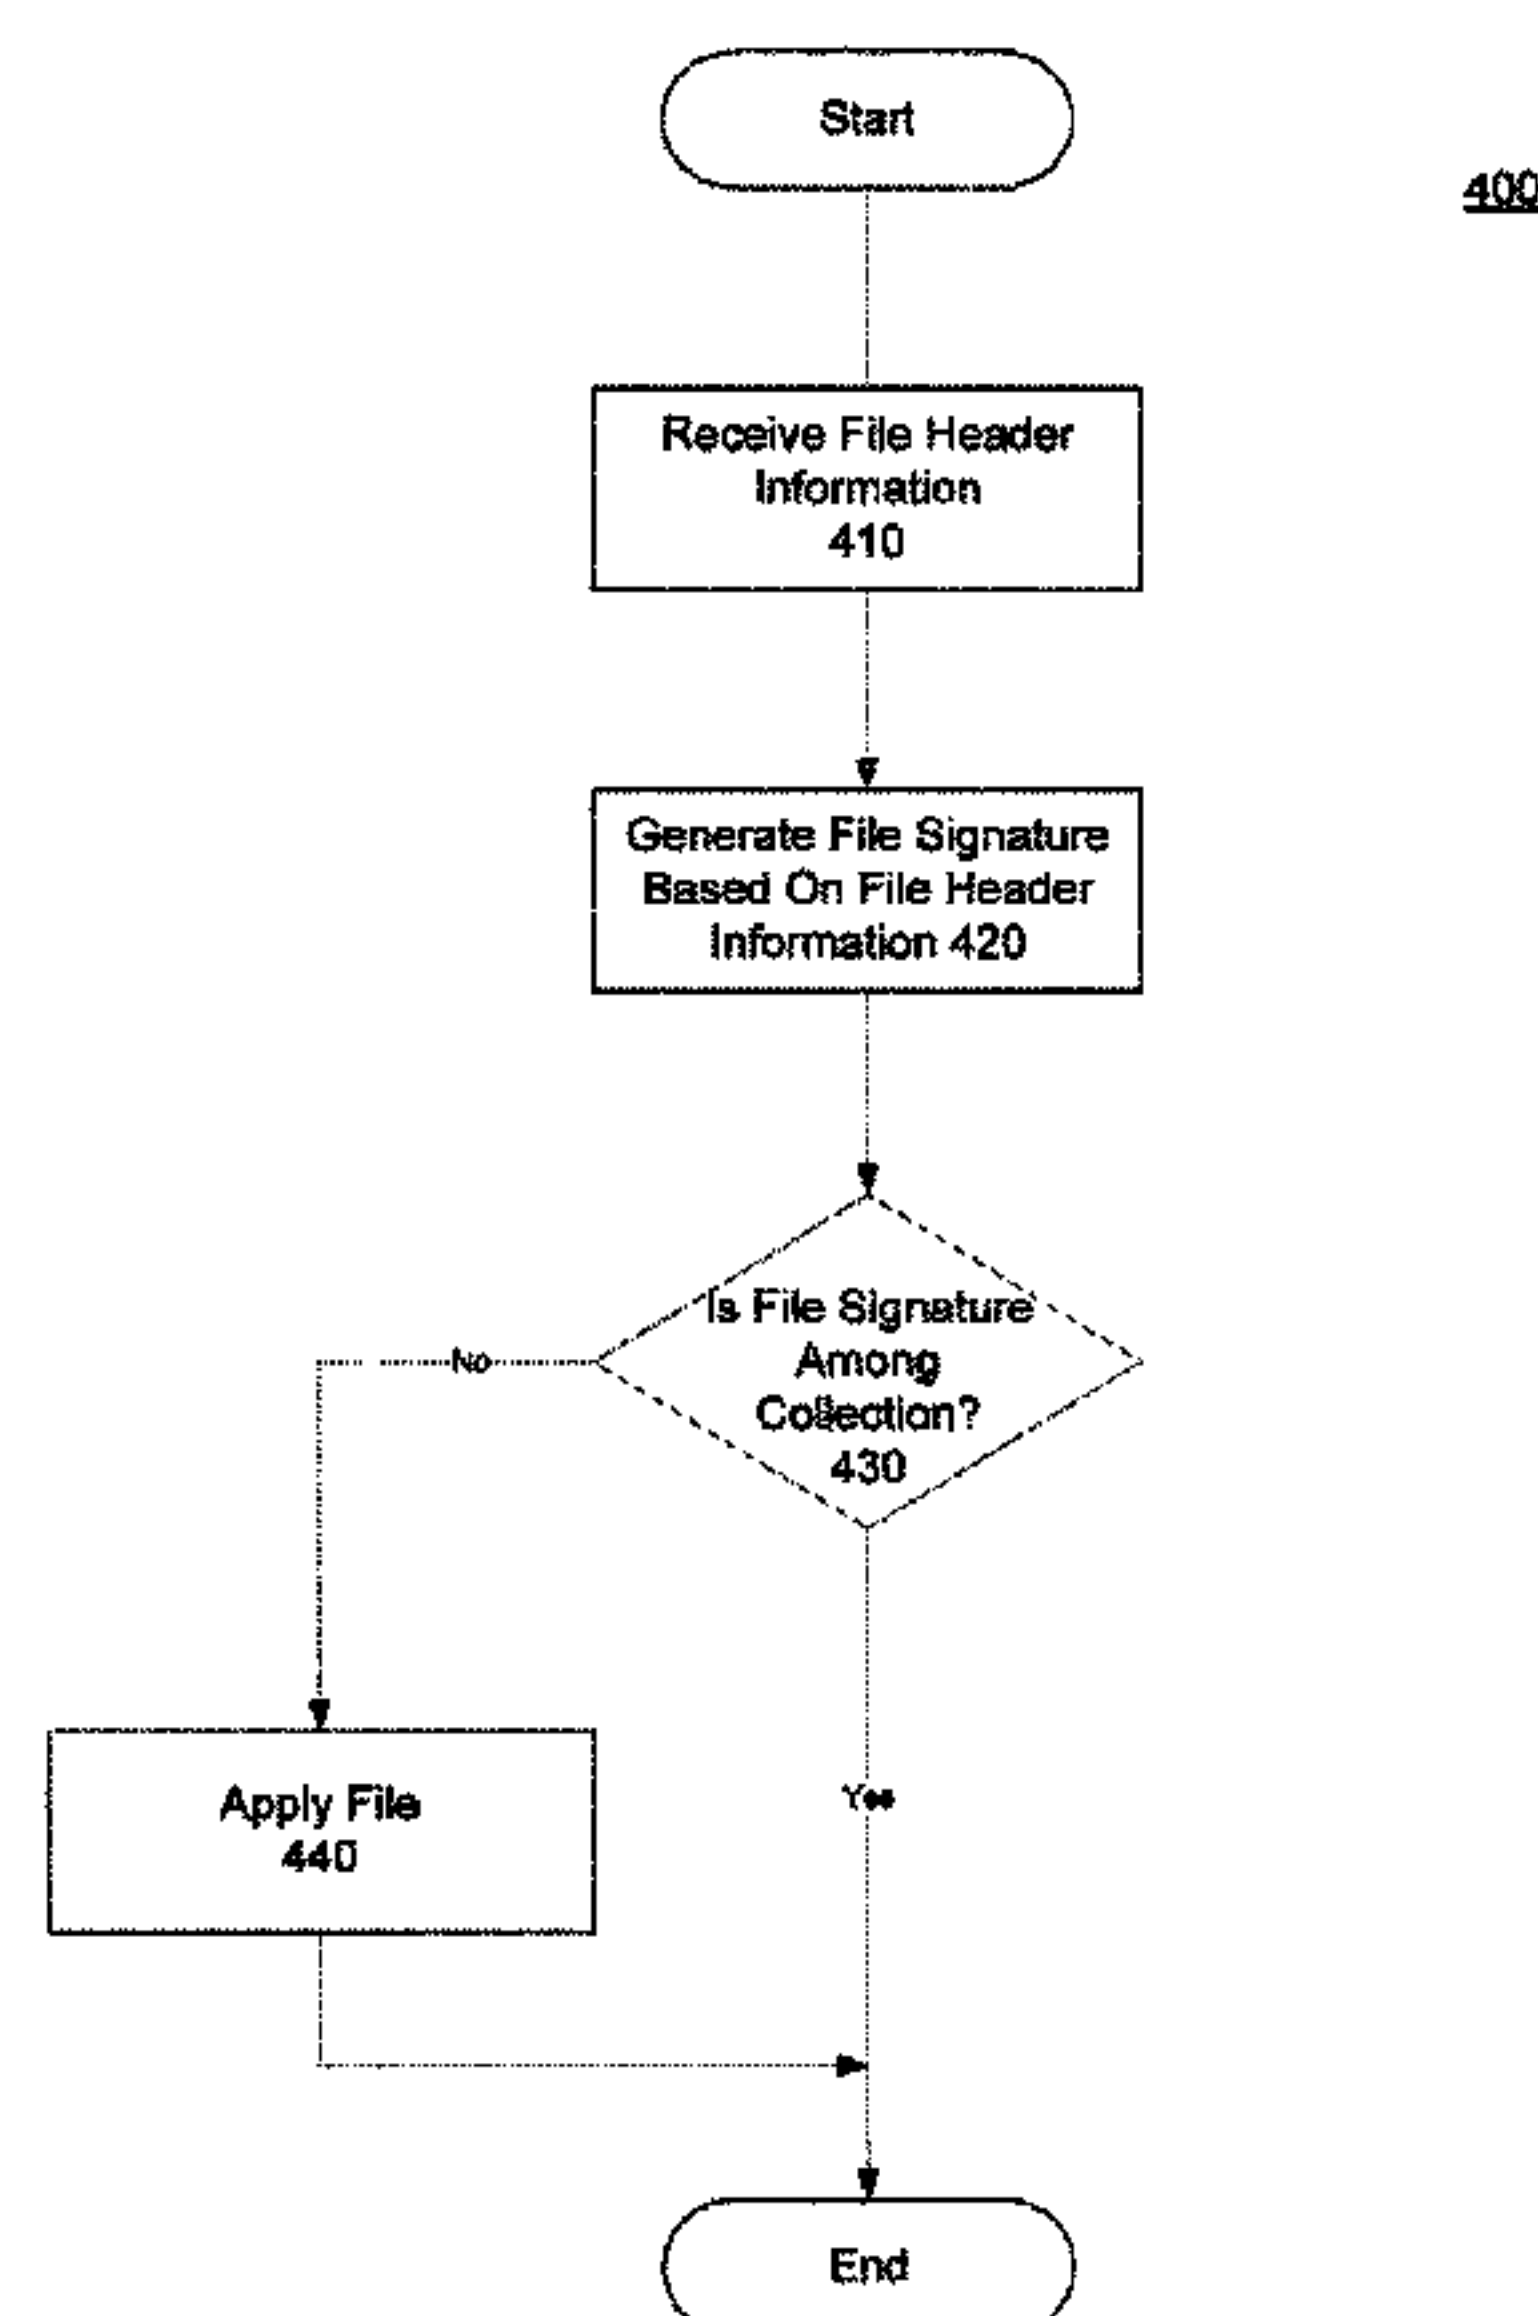 Start
400
Receive File Header
Information
410
Generate File Signature
Based On File Header
Information 420
Is File Signature
Among
Collection?
430
No
Apply File
440
Yes
End